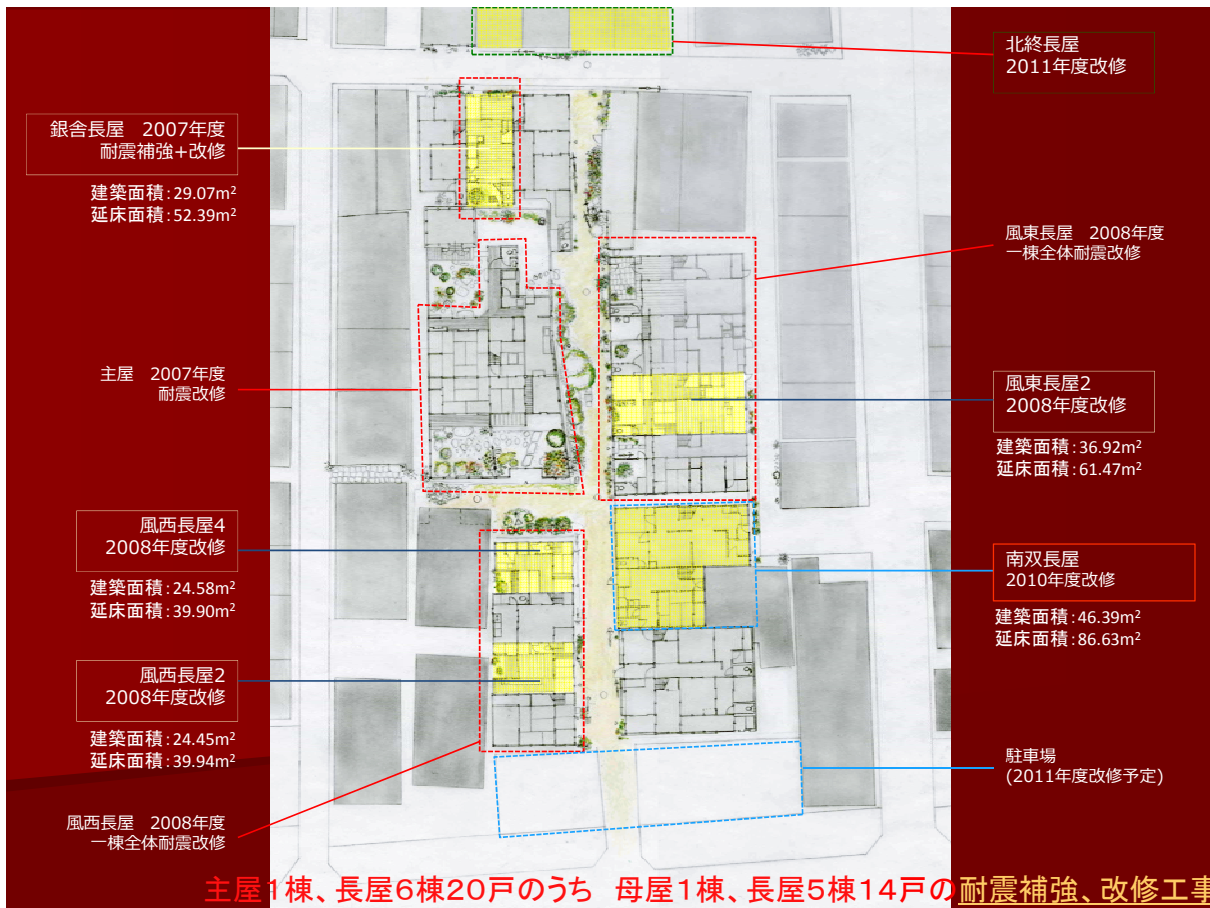 北終長屋
2011年度改修
銀舎長屋　2007年度
耐震補強+改修
建築面積:29.07m²
延床面積:52.39m²
風東長屋　2008年度
一棟全体耐震改修
主屋　2007年度
耐震改修
風東長屋2
2008年度改修
建築面積:36.92m²
延床面積:61.47m²
風西長屋4
2008年度改修
建築面積:24.58m²
延床面積:39.90m²
南双長屋
2010年度改修
建築面積:46.39m²
延床面積:86.63m²
風西長屋2
2008年度改修
建築面積:24.45m²
延床面積:39.94m²
駐車場
(2011年度改修予定)
風西長屋　2008年度
一棟全体耐震改修
主屋1棟、長屋6棟20戸のうち　母屋1棟、長屋5棟14戸の耐震補強、改修工事